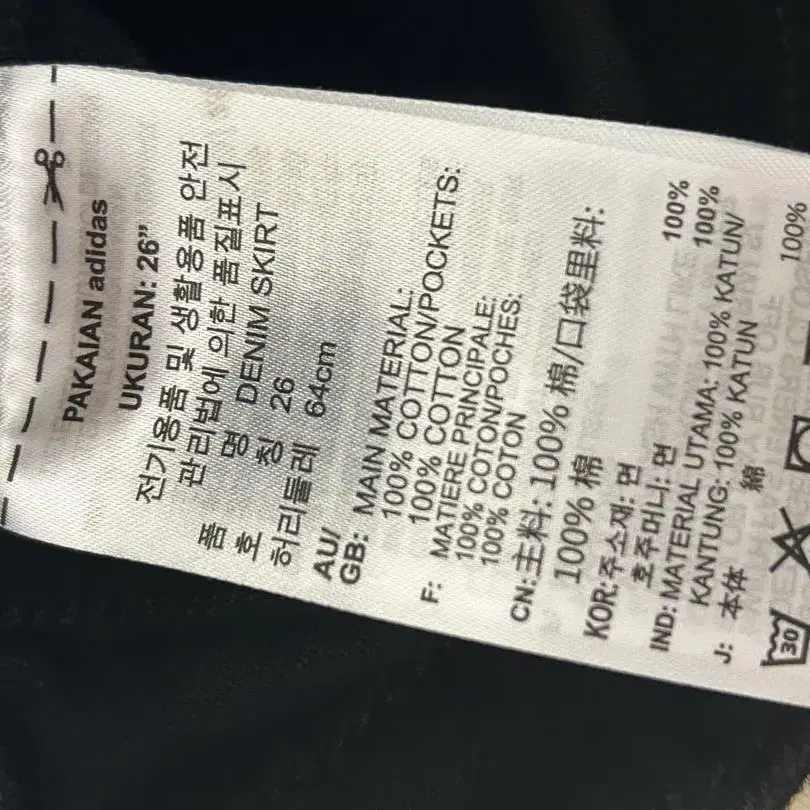 PAKAIAN adidas
UKURAN: 26”
전기용품 및 생활용품 안전
관리법에 의한 품질표시
품 명 DENIM SKIRT
호 칭 26
허리둘레 64cm
AU/
GB: MAIN MATERIAL:
100% COTTON/POCKETS:
100% COTTON
F: MATIERE PRINCIPALE:
100% COTON/POCHES:
100% COTON
CN:主料: 100% 棉/口袋里料:
100% 棉
KOR:주소재: 면 100%
호주머니: 면 100%
IND: MATERIAL UTAMA: 100% KATUN/
KANTUNG: 100% KATUN
J: 本体 綿 100%
30